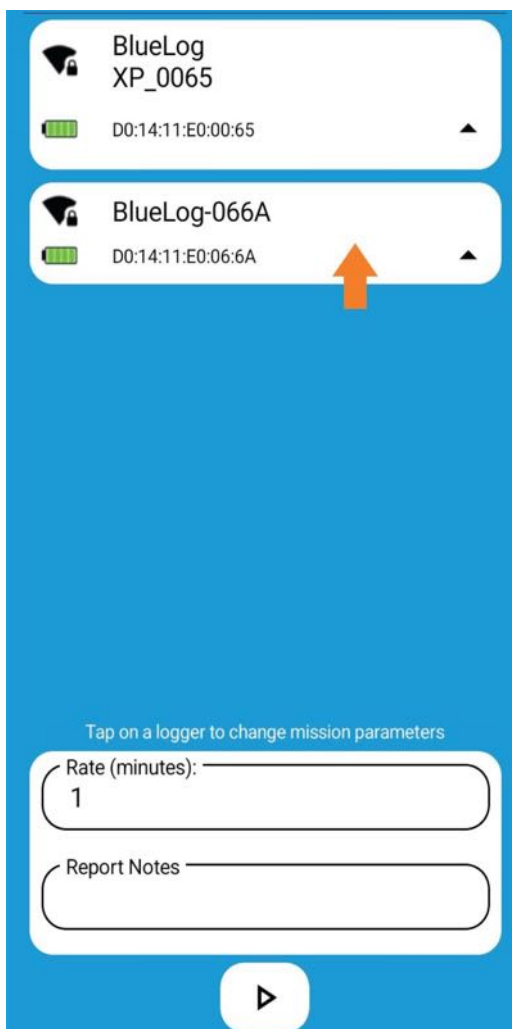 BlueLog
XP_0065
D0:14:11:E0:00:65
BlueLog-066A
D0:14:11:E0:06:6A
Tap on a logger to change mission parameters
Rate (minutes):
1
Report Notes